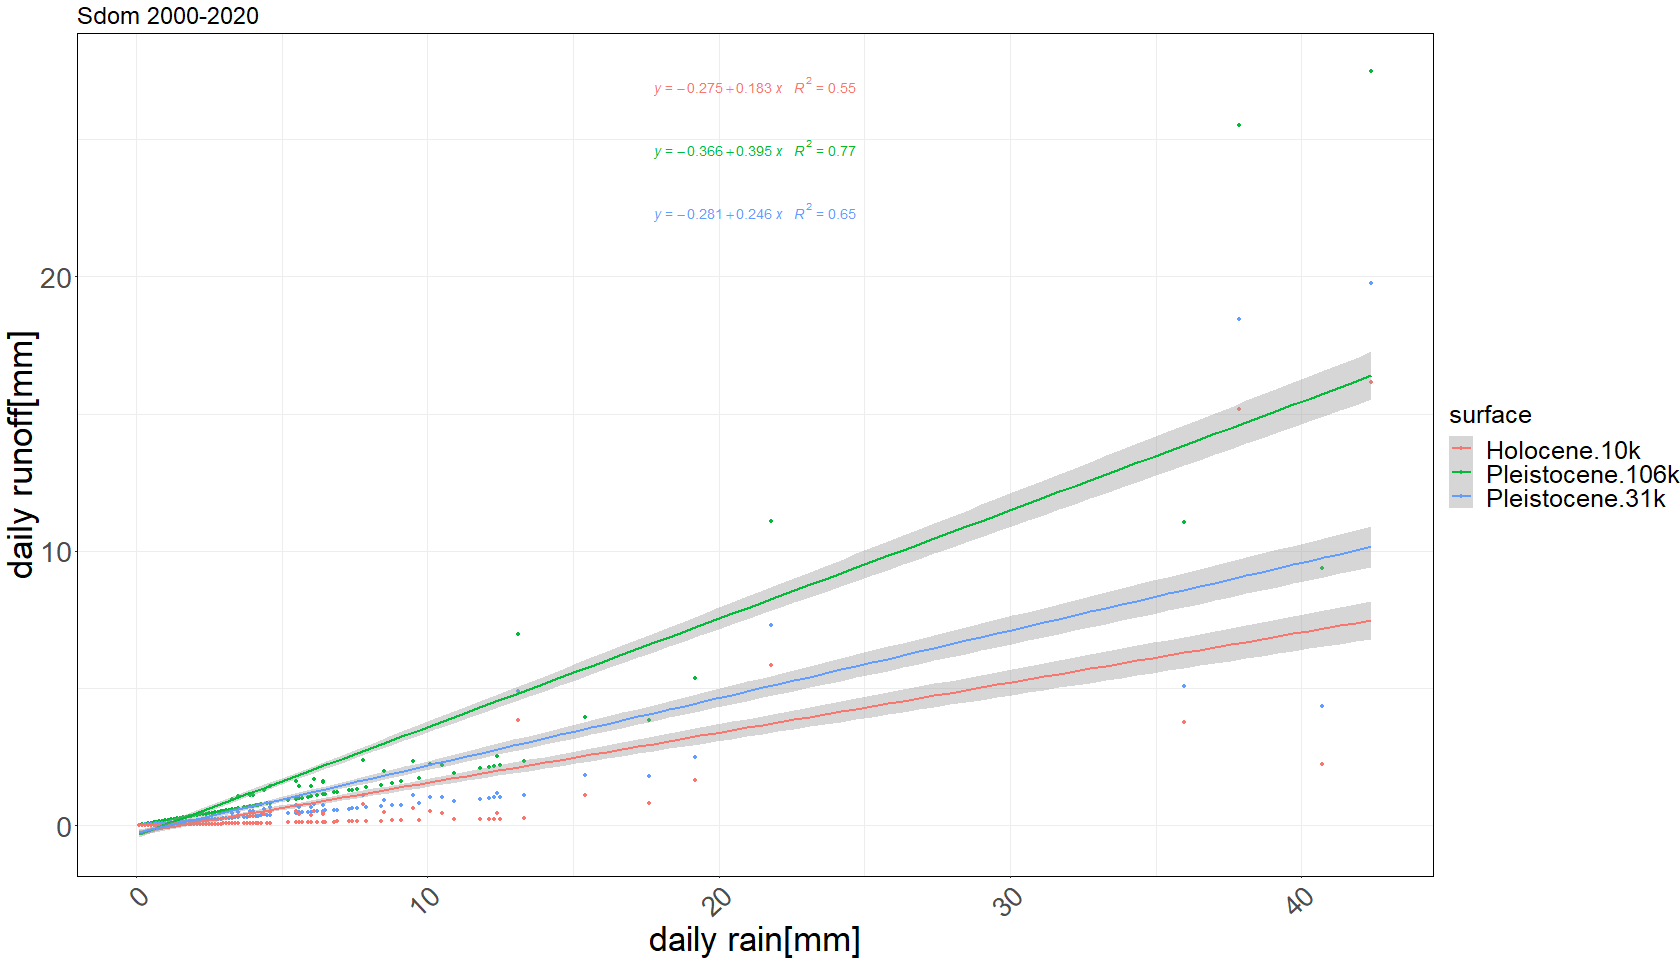 Sdom 2000-2020
y = −0.275+0.183 x R² = 0.55
y = −0.366+0.395 x R² = 0.77
y = −0.281+0.246 x R² = 0.65
20
10
0
daily runoff[mm]
0 10 20 30 40
daily rain[mm]
surface
Holocene.10k
Pleistocene.106k
Pleistocene.31k